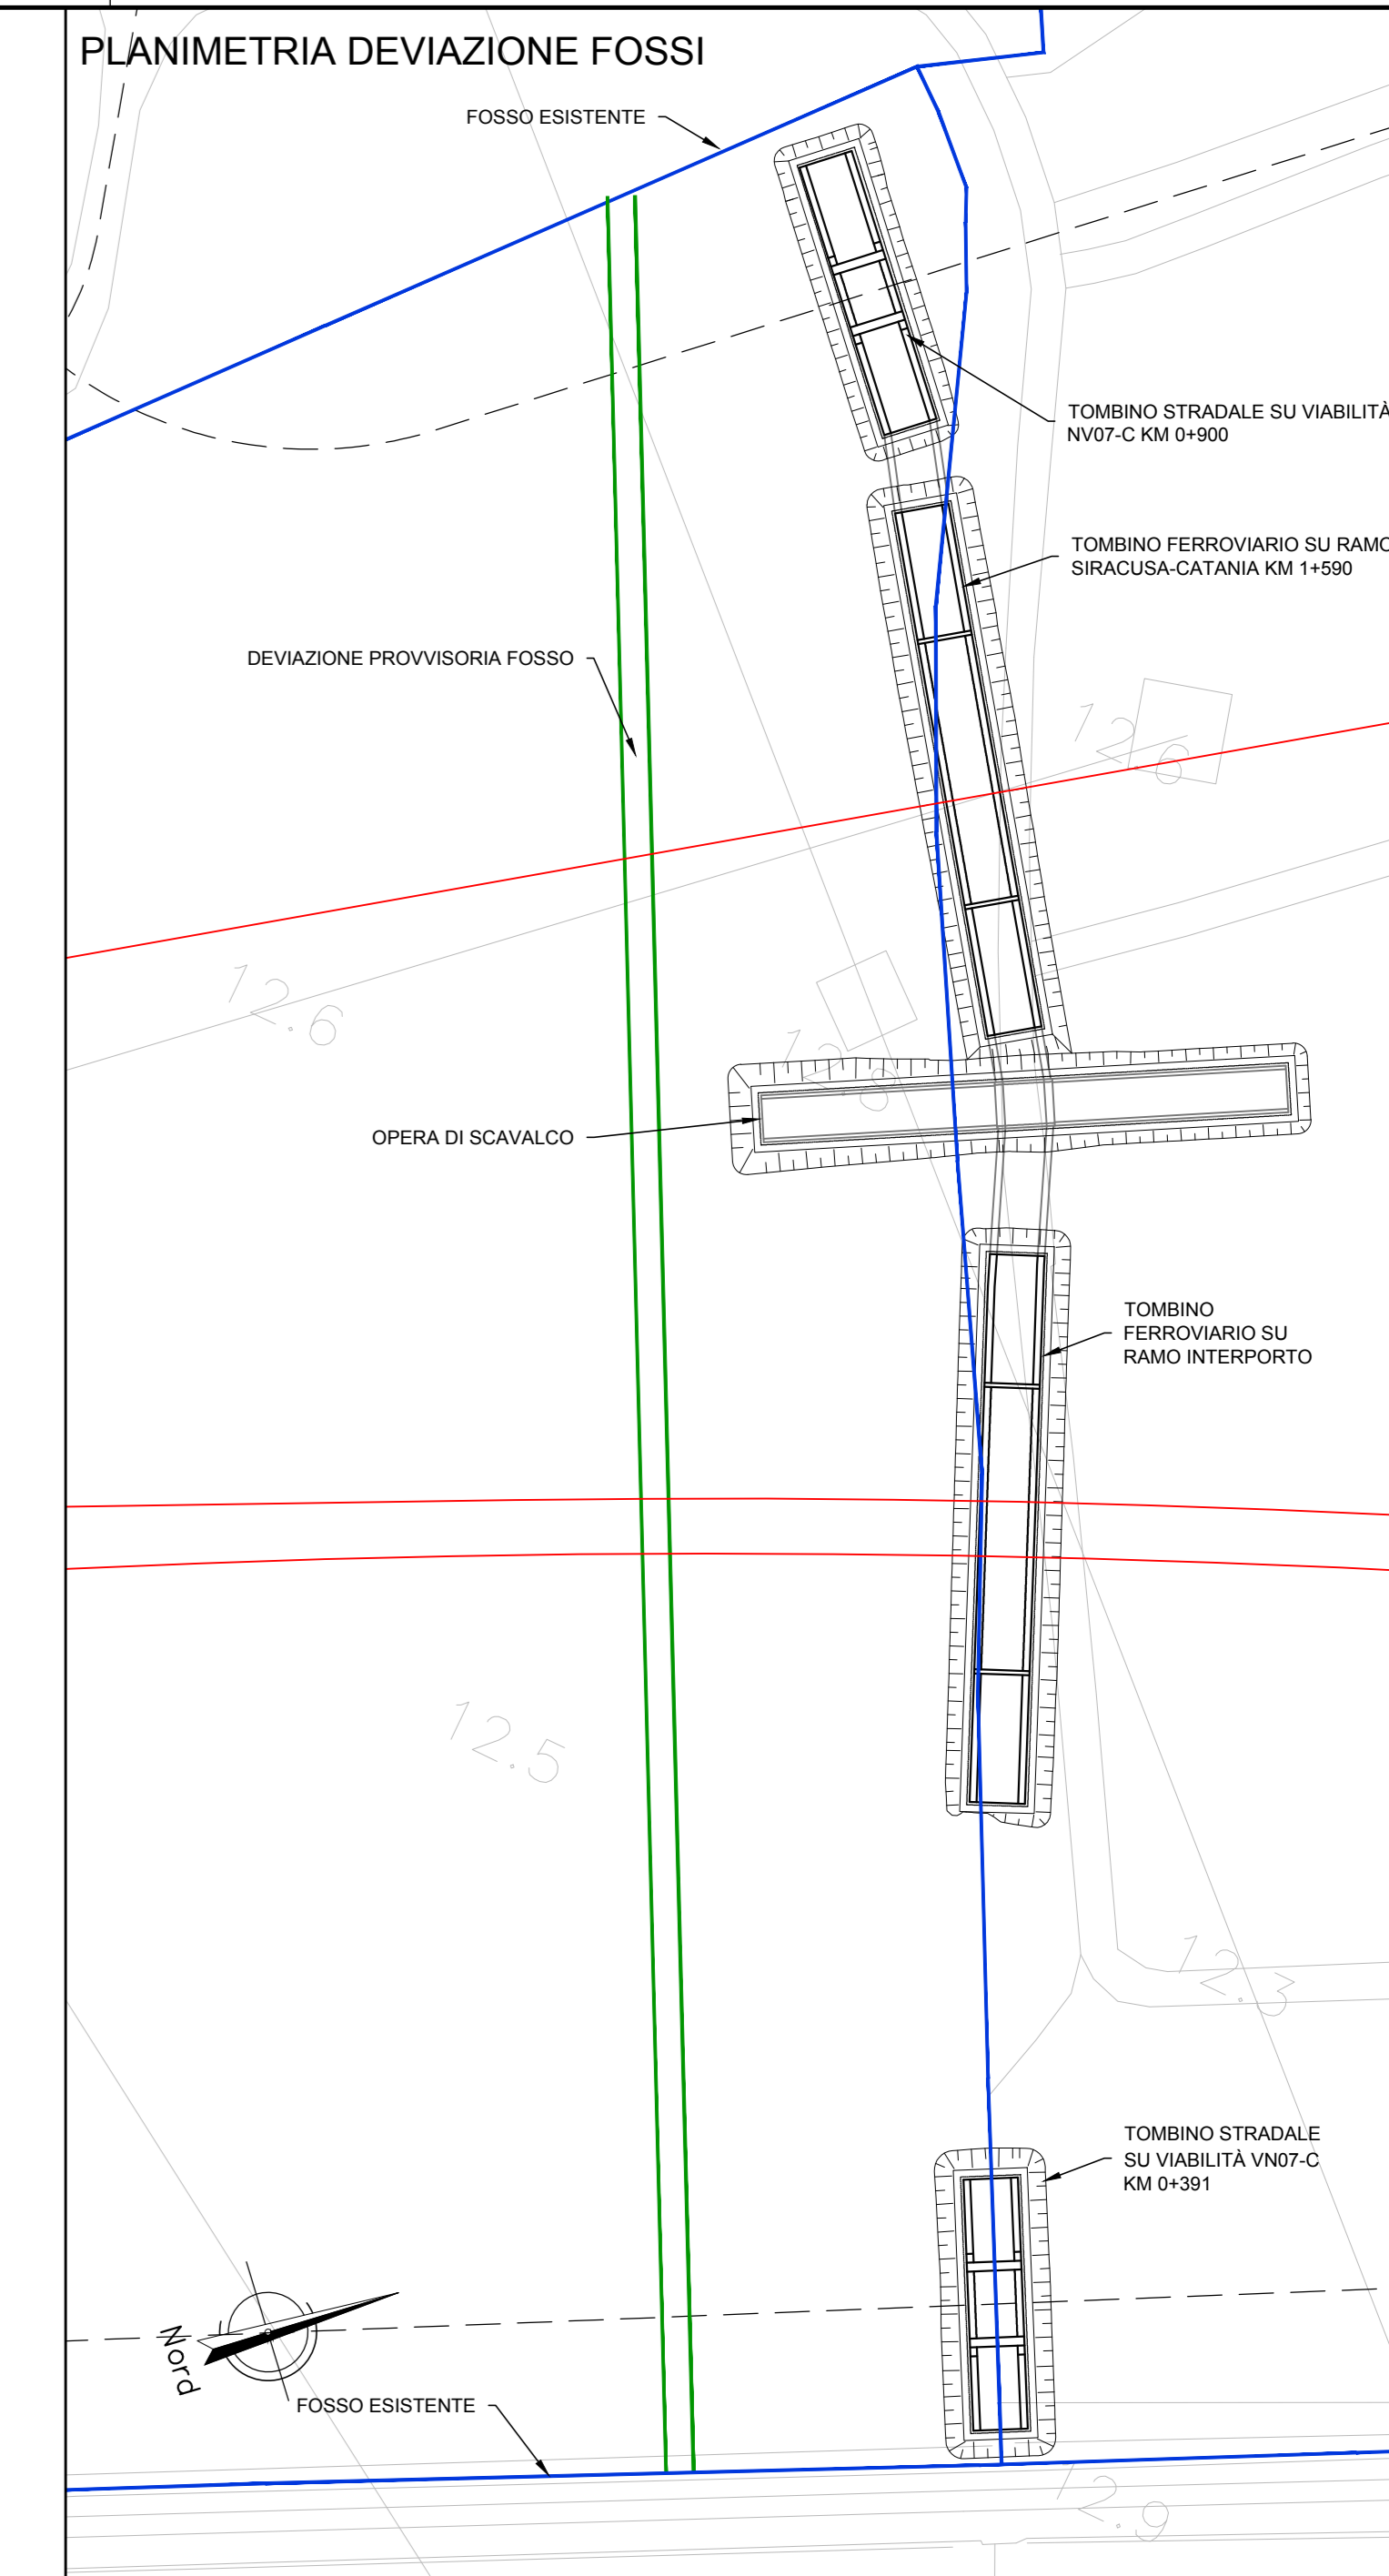 PLANIMETRIA DEVIAZIONE FOSSI
FOSSO ESISTENTE
TOMBINO STRADALE SU VIABILITÀ
NV07-C KM 0+900
TOMBINO FERROVIARIO SU RAMO
SIRACUSA-CATANIA KM 1+590
DEVIAZIONE PROVVISORIA FOSSO
12.6
12.6
12.8
OPERA DI SCAVALCO
TOMBINO
FERROVIARIO SU
RAMO INTERPORTO
12.5
12.3
TOMBINO STRADALE
SU VIABILITÀ VN07-C
KM 0+391
Nord
FOSSO ESISTENTE
12.9